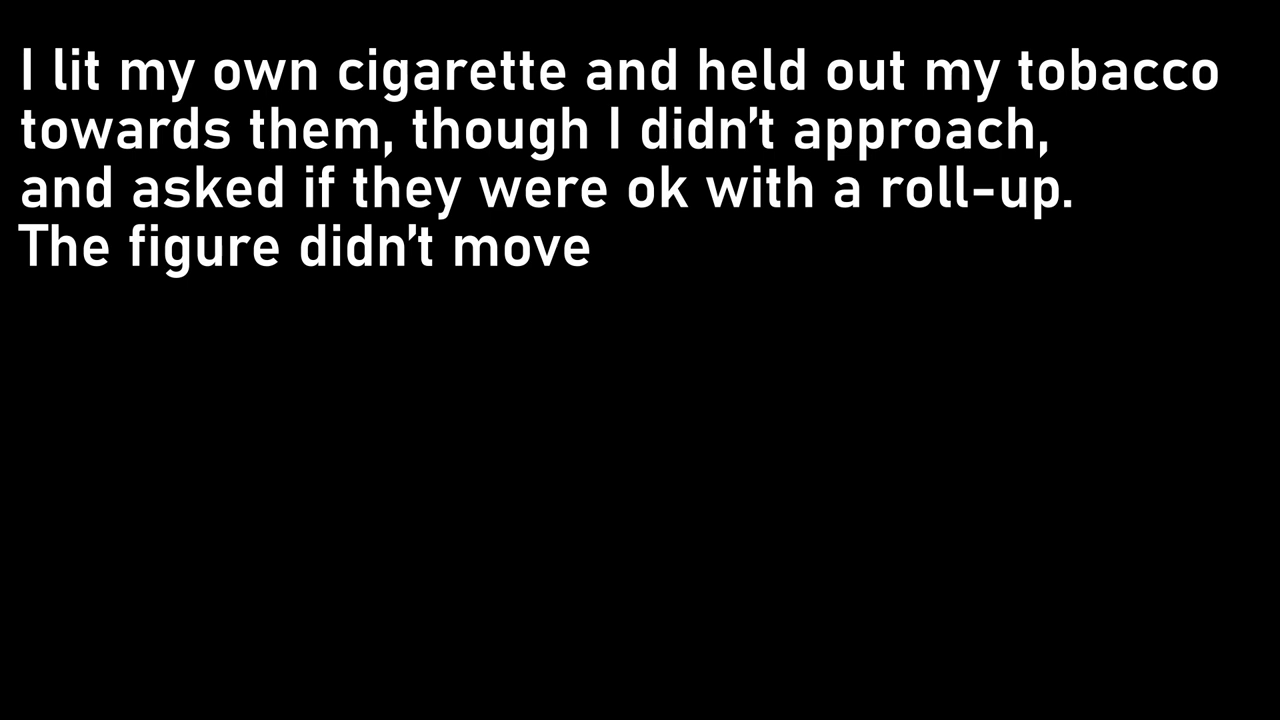 I lit my own cigarette and held out my tobacco
towards them, though I didn’t approach,
and asked if they were ok with a roll-up.
The figure didn’t move